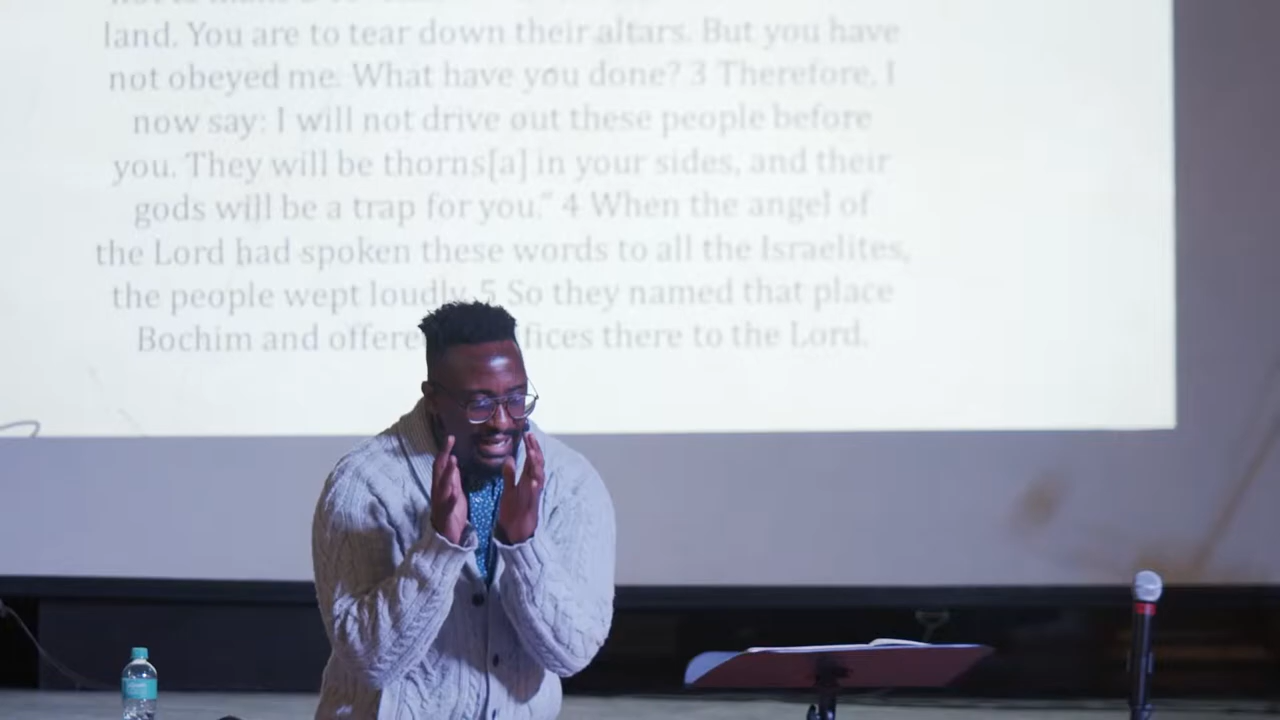 land. You are to tear down their altars. But you have
not obeyed me. What have you done? 3 Therefore, I
now say: I will not drive out these people before
you. They will be thorns[a] in your sides, and their
gods will be a trap for you.” 4 When the angel of
the Lord had spoken these words to all the Israelites,
the people wept loudly. 5 So they named that place
Bochim and offere fices there to the Lord.